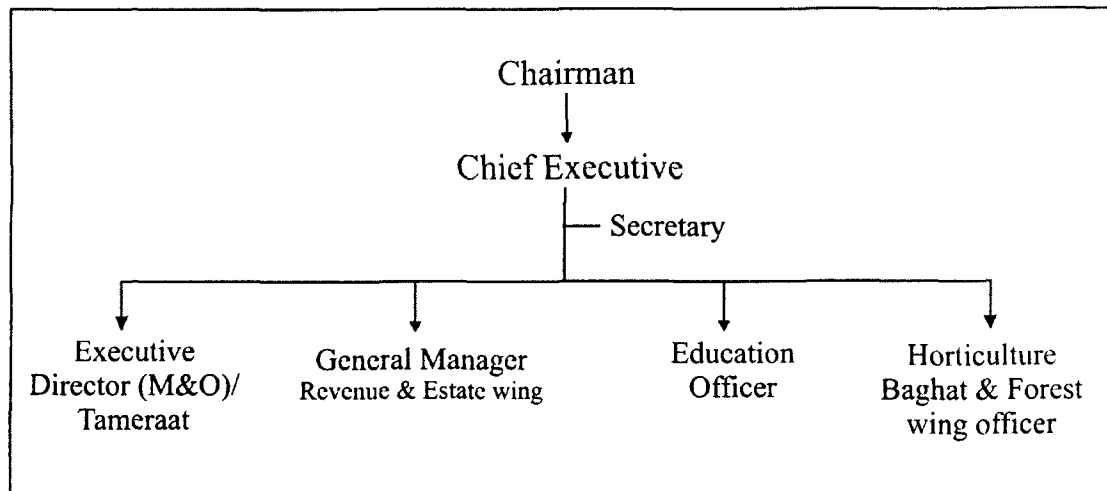 Chairman
Chief Executive
Secretary
Executive
Director (M&O)/
Tameraat
General Manager
Revenue & Estate wing
Education
Officer
Horticulture
Baghat & Forest
wing officer